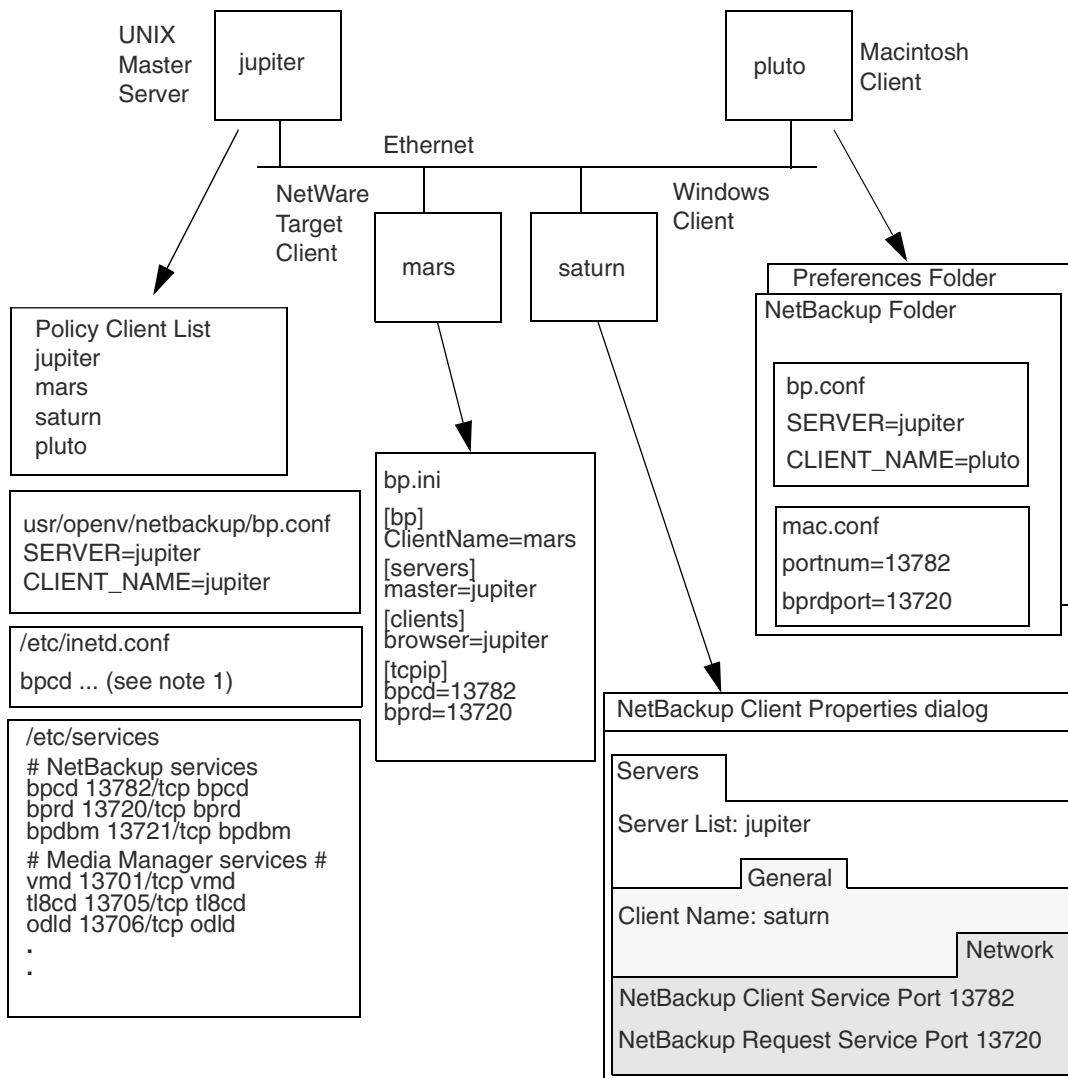 UNIX
Master
Server
jupiter
pluto
Macintosh
Client
Ethernet
NetWare
Target
Client
mars
saturn
Windows
Client
Policy Client List
jupiter
mars
saturn
pluto
usr/openv/netbackup/bp.conf
SERVER=jupiter
CLIENT_NAME=jupiter
/etc/inetd.conf
bpcd ... (see note 1)
/etc/services
# NetBackup services
bpcd 13782/tcp bpcd
bprd 13720/tcp bprd
bpdbm 13721/tcp bpdbm
# Media Manager services #
vmd 13701/tcp vmd
tl8cd 13705/tcp tl8cd
odld 13706/tcp odld
.
.
bp.ini
[bp]
ClientName=mars
[servers]
master=jupiter
[clients]
browser=jupiter
[tcpip]
bpcd=13782
bprd=13720
Preferences Folder
NetBackup Folder
bp.conf
SERVER=jupiter
CLIENT_NAME=pluto
mac.conf
portnum=13782
bprdport=13720
NetBackup Client Properties dialog
Servers
Server List: jupiter
General
Client Name: saturn
Network
NetBackup Client Service Port 13782
NetBackup Request Service Port 13720